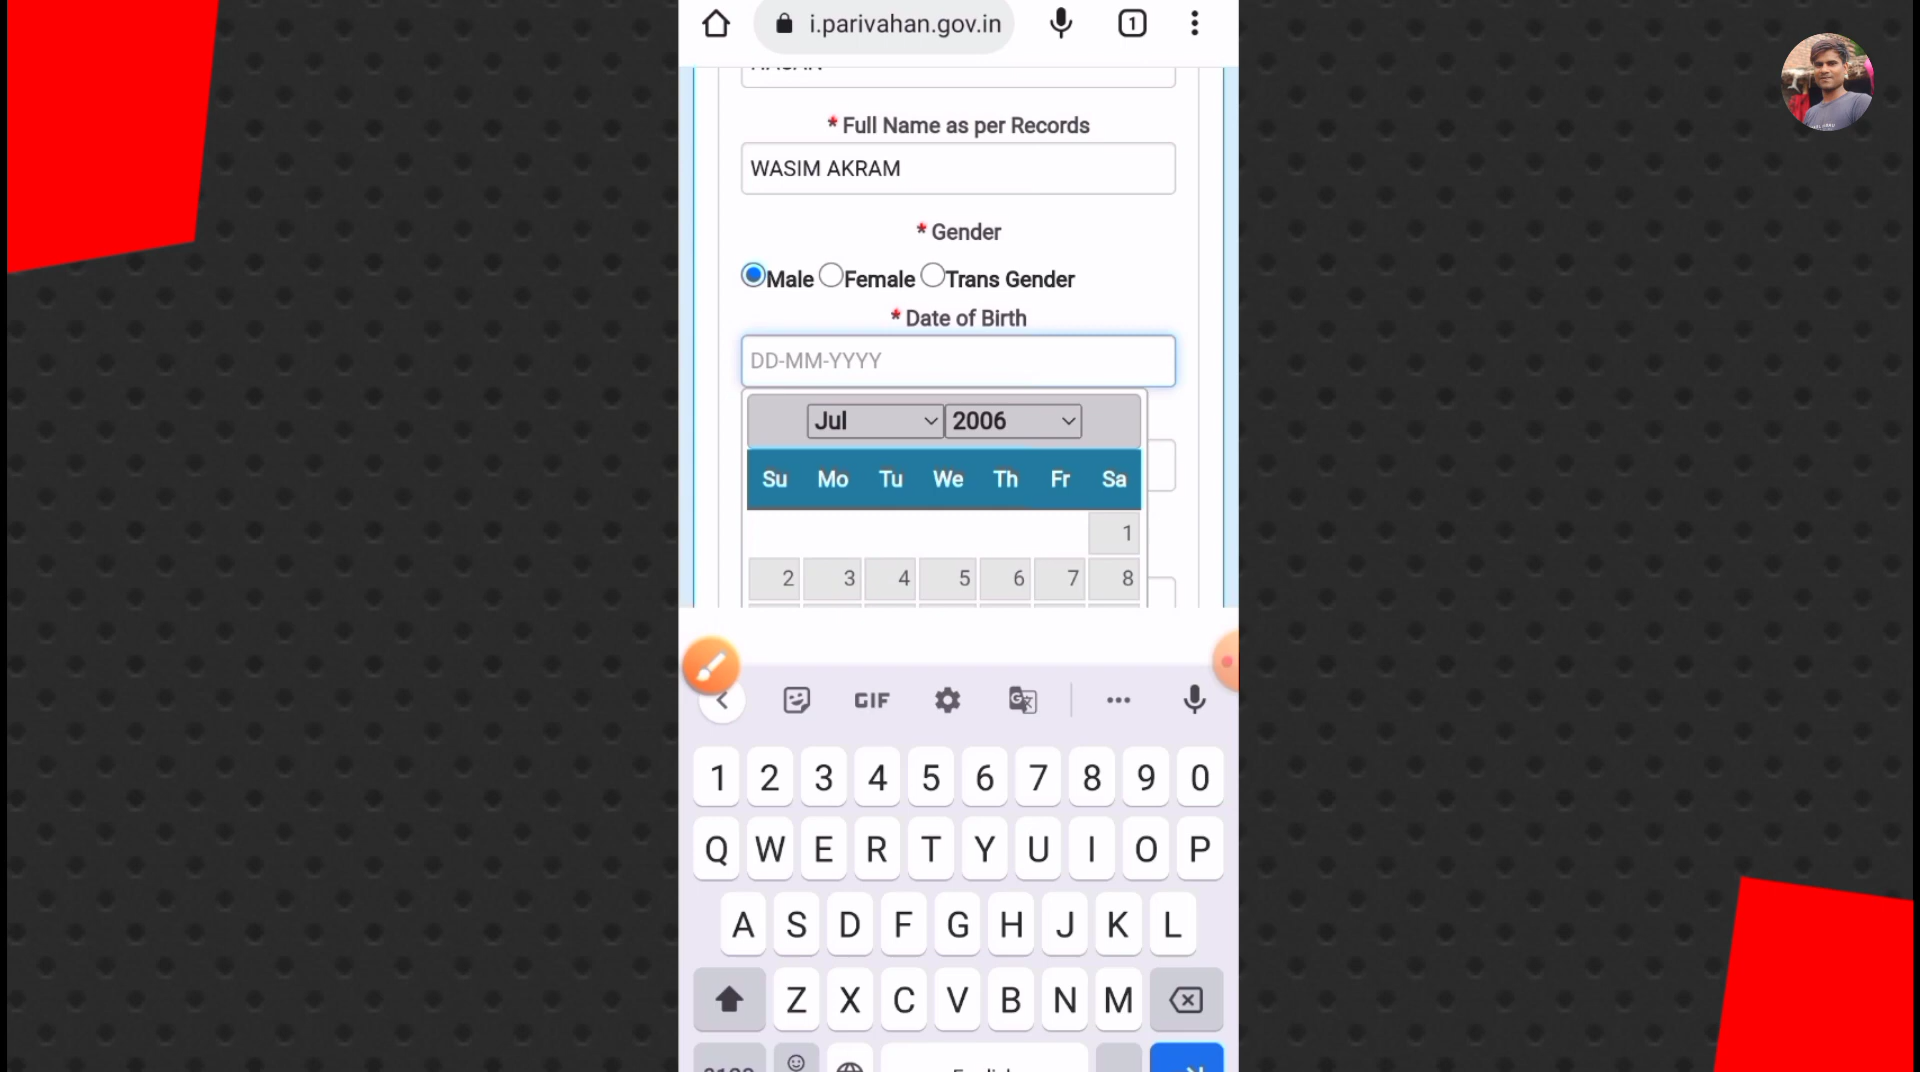 i.parivahan.gov.in 1
* Full Name as per Records
WASIM AKRAM
* Gender
Male Female Trans Gender
* Date of Birth
DD-MM-YYYY
Jul 2006
Su Mo Tu We Th Fr Sa
1
2 3 4 5 6 7 8
GIF
1 2 3 4 5 6 7 8 9 0
Q W E R T Y U I O P
A S D F G H J K L
Z X C V B N M